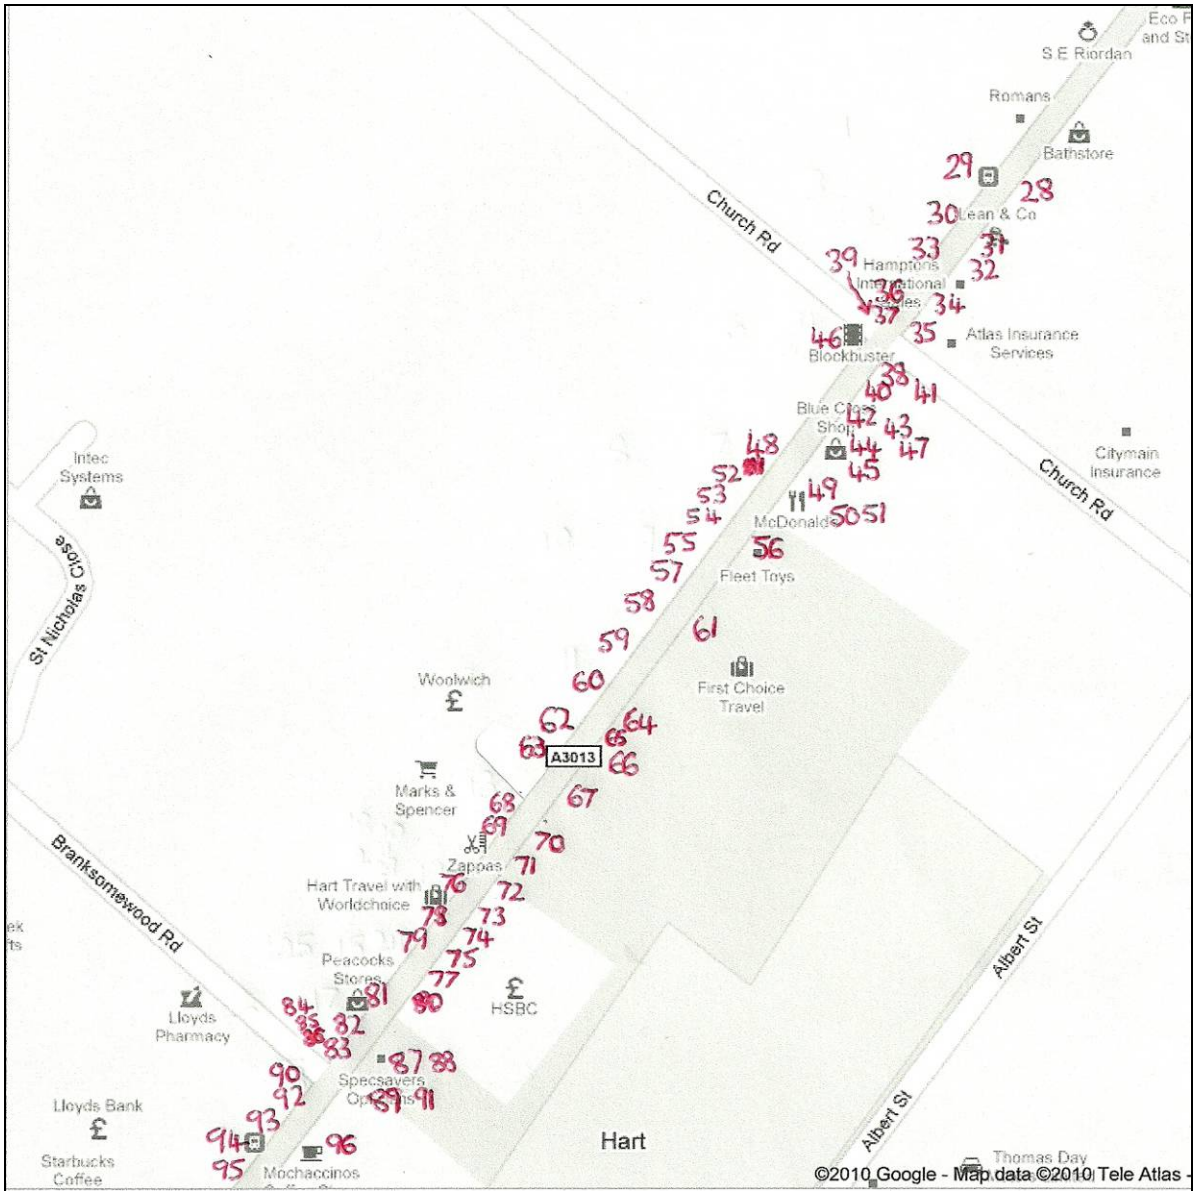 Eco F
and St
S E Riordan
Romans
Bathstore
29
28
30
Lean & Co
Church Rd
33
31
39
Hamptons
International
32
36
34
37
35
46
Atlas Insurance
Services
Blockbuster
38
40
41
Blue Cross
Shop
42
43
Citymain
Insurance
Church Rd
48
44
47
45
Intec
Systems
52
53
49
54
McDonalds
50
51
55
56
Fleet Toys
57
St Nicholas Close
58
59
61
60
Woolwich
£
First Choice
Travel
62
64
63
A3013
65
66
Marks &
Spencer
67
68
69
70
Zappas
71
Branksomewood Rd
Hart Travel with
Worldchoice
76
72
78
73
79
74
75
Peacocks
Stores
77
Albert St
81
80
£
HSBC
84
Lloyds
Pharmacy
85
82
86
83
87
88
90
Specsavers
Opticians
92
89
91
Lloyds Bank
£
93
94
96
Hart
Albert St
Starbucks
Coffee
95
Mochaccinos
Thomas Day
©2010 Google - Map data ©2010 Tele Atlas -